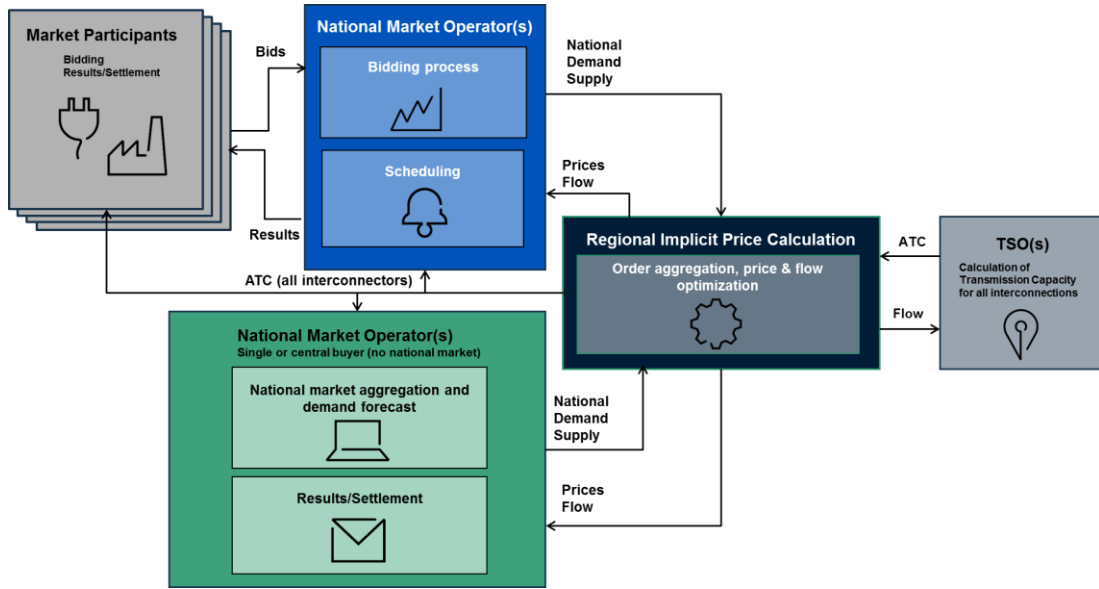 Market Participants
Bidding
Results/Settlement
Bids
Results
National Market Operator(s)
Bidding process
Scheduling
National
Demand
Supply
Prices
Flow
Regional Implicit Price Calculation
Order aggregation, price & flow
optimization
ATC
Flow
TSO(s)
Calculation of
Transmission Capacity
for all interconnections
ATC (all interconnectors)
National Market Operator(s)
Single or central buyer (no national market)
National market aggregation and
demand forecast
Results/Settlement
National
Demand
Supply
Prices
Flow